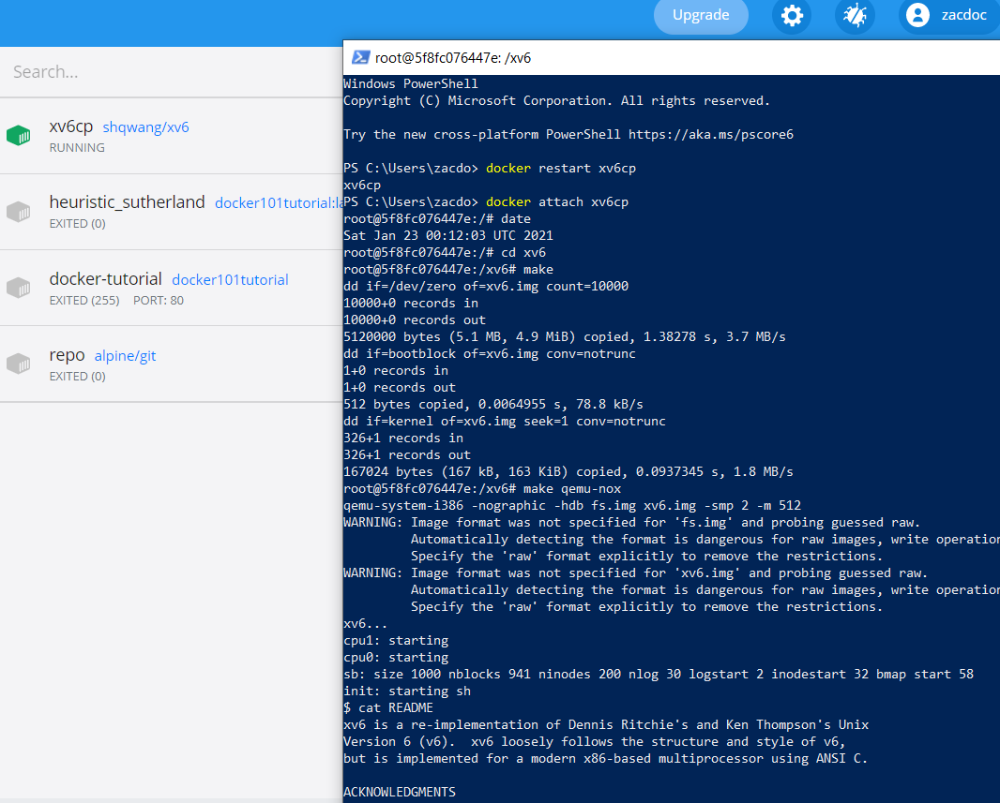 Upgrade
zacdoc
Search...
xv6cp shqwang/xv6
RUNNING
heuristic_sutherland docker101tutorial:la
EXITED (0)
docker-tutorial docker101tutorial
EXITED (255) PORT: 80
repo alpine/git
EXITED (0)
root@5f8fc076447e: /xv6
Windows PowerShell
Copyright (C) Microsoft Corporation. All rights reserved.
Try the new cross-platform PowerShell https://aka.ms/pscore6
PS C:\Users\zacdo> docker restart xv6cp
xv6cp
PS C:\Users\zacdo> docker attach xv6cp
root@5f8fc076447e:/# date
Sat Jan 23 00:12:03 UTC 2021
root@5f8fc076447e:/# cd xv6
root@5f8fc076447e:/xv6# make
dd if=/dev/zero of=xv6.img count=10000
10000+0 records in
10000+0 records out
5120000 bytes (5.1 MB, 4.9 MiB) copied, 1.38278 s, 3.7 MB/s
dd if=bootblock of=xv6.img conv=notrunc
1+0 records in
1+0 records out
512 bytes copied, 0.0064955 s, 78.8 kB/s
dd if=kernel of=xv6.img seek=1 conv=notrunc
326+1 records in
326+1 records out
167024 bytes (167 kB, 163 KiB) copied, 0.0937345 s, 1.8 MB/s
root@5f8fc076447e:/xv6# make qemu-nox
qemu-system-i386 -nographic -hdb fs.img xv6.img -smp 2 -m 512
WARNING: Image format was not specified for 'fs.img' and probing guessed raw.
Automatically detecting the format is dangerous for raw images, write operation
Specify the 'raw' format explicitly to remove the restrictions.
WARNING: Image format was not specified for 'xv6.img' and probing guessed raw.
Automatically detecting the format is dangerous for raw images, write operation
Specify the 'raw' format explicitly to remove the restrictions.
xv6...
cpu1: starting
cpu0: starting
sb: size 1000 nblocks 941 ninodes 200 nlog 30 logstart 2 inodestart 32 bmap start 58
init: starting sh
$ cat README
xv6 is a re-implementation of Dennis Ritchie's and Ken Thompson's Unix
Version 6 (v6).  xv6 loosely follows the structure and style of v6,
but is implemented for a modern x86-based multiprocessor using ANSI C.
ACKNOWLEDGMENTS